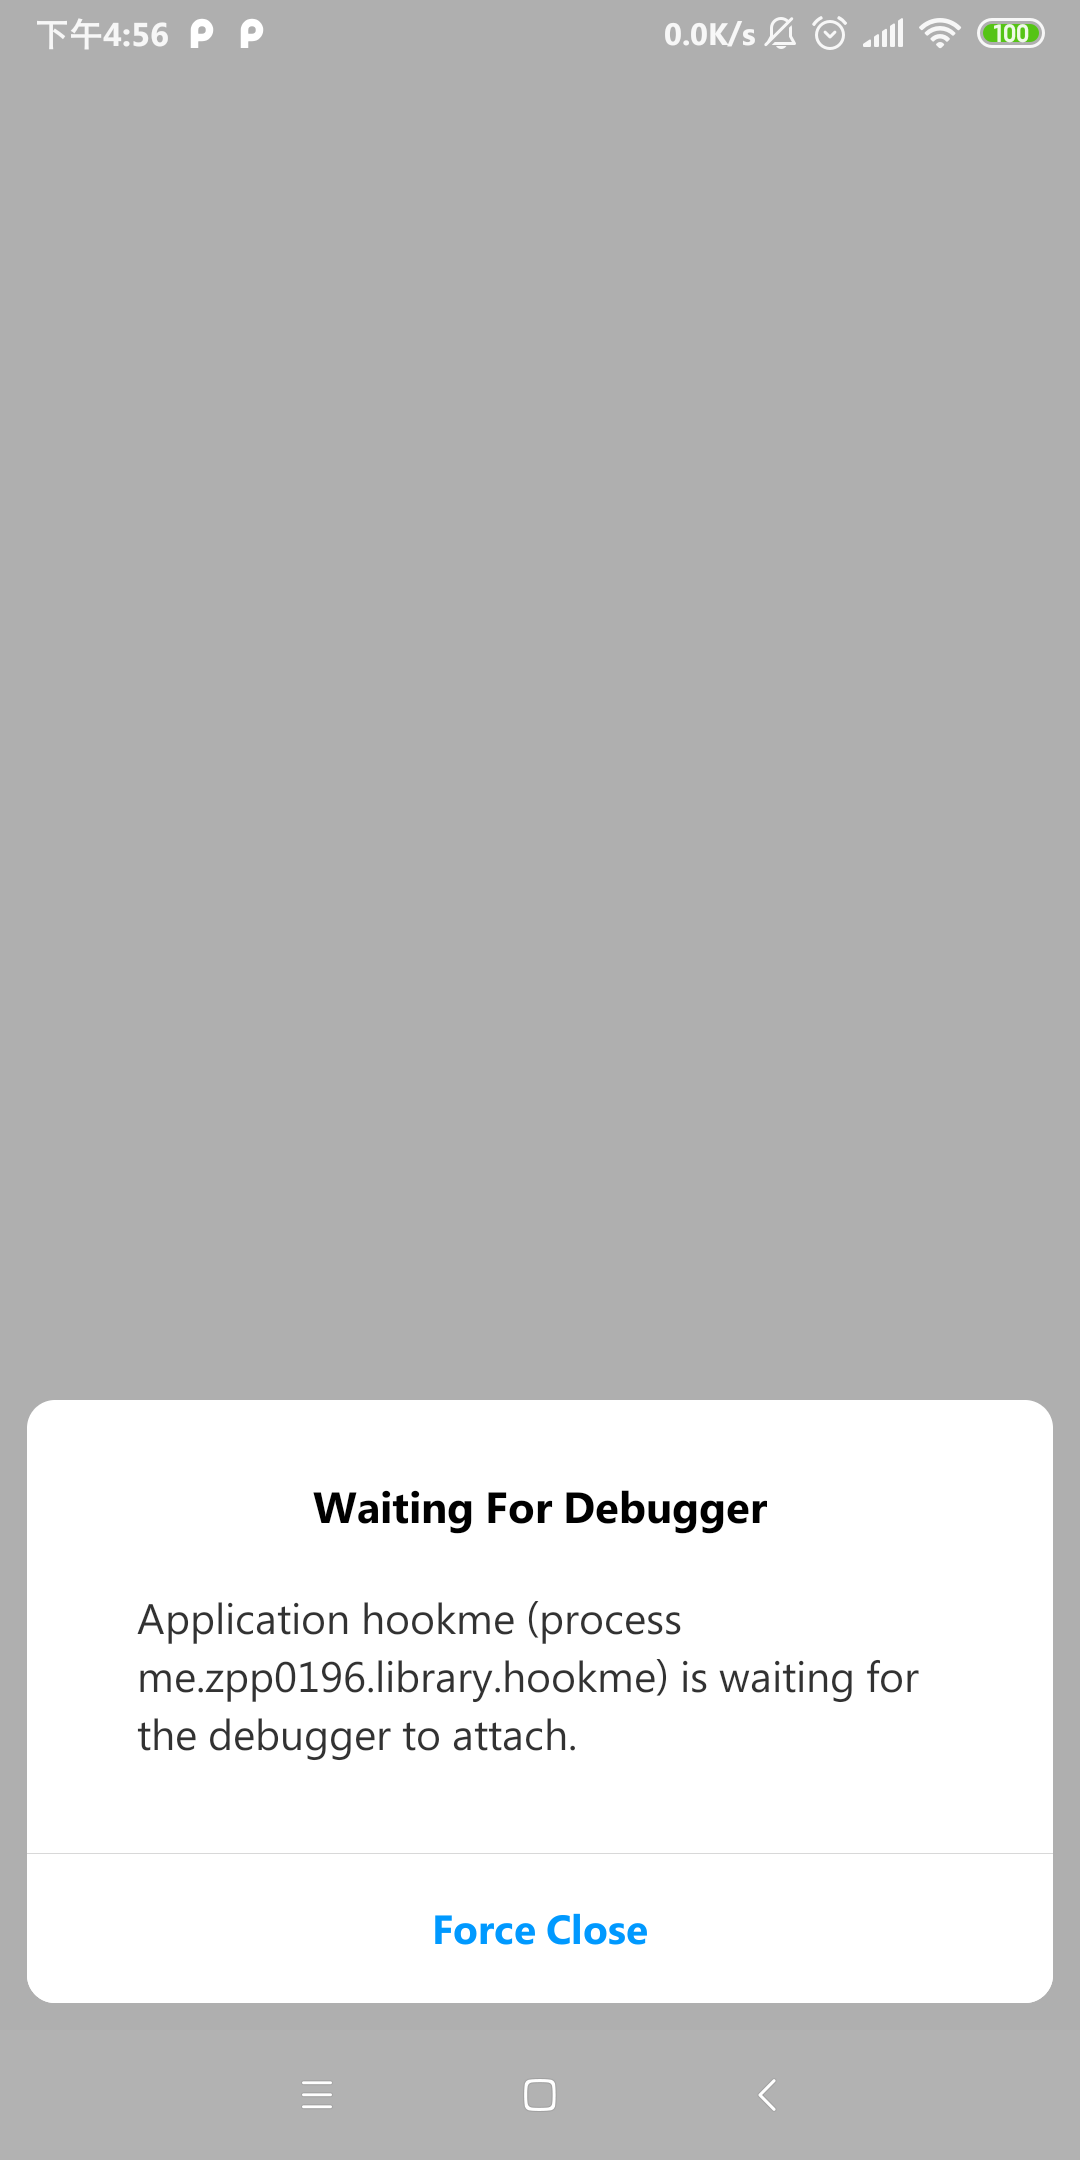 下午4:56 0.0K/s 100
Waiting For Debugger
Application hookme (process
me.zpp0196.library.hookme) is waiting for
the debugger to attach.
Force Close